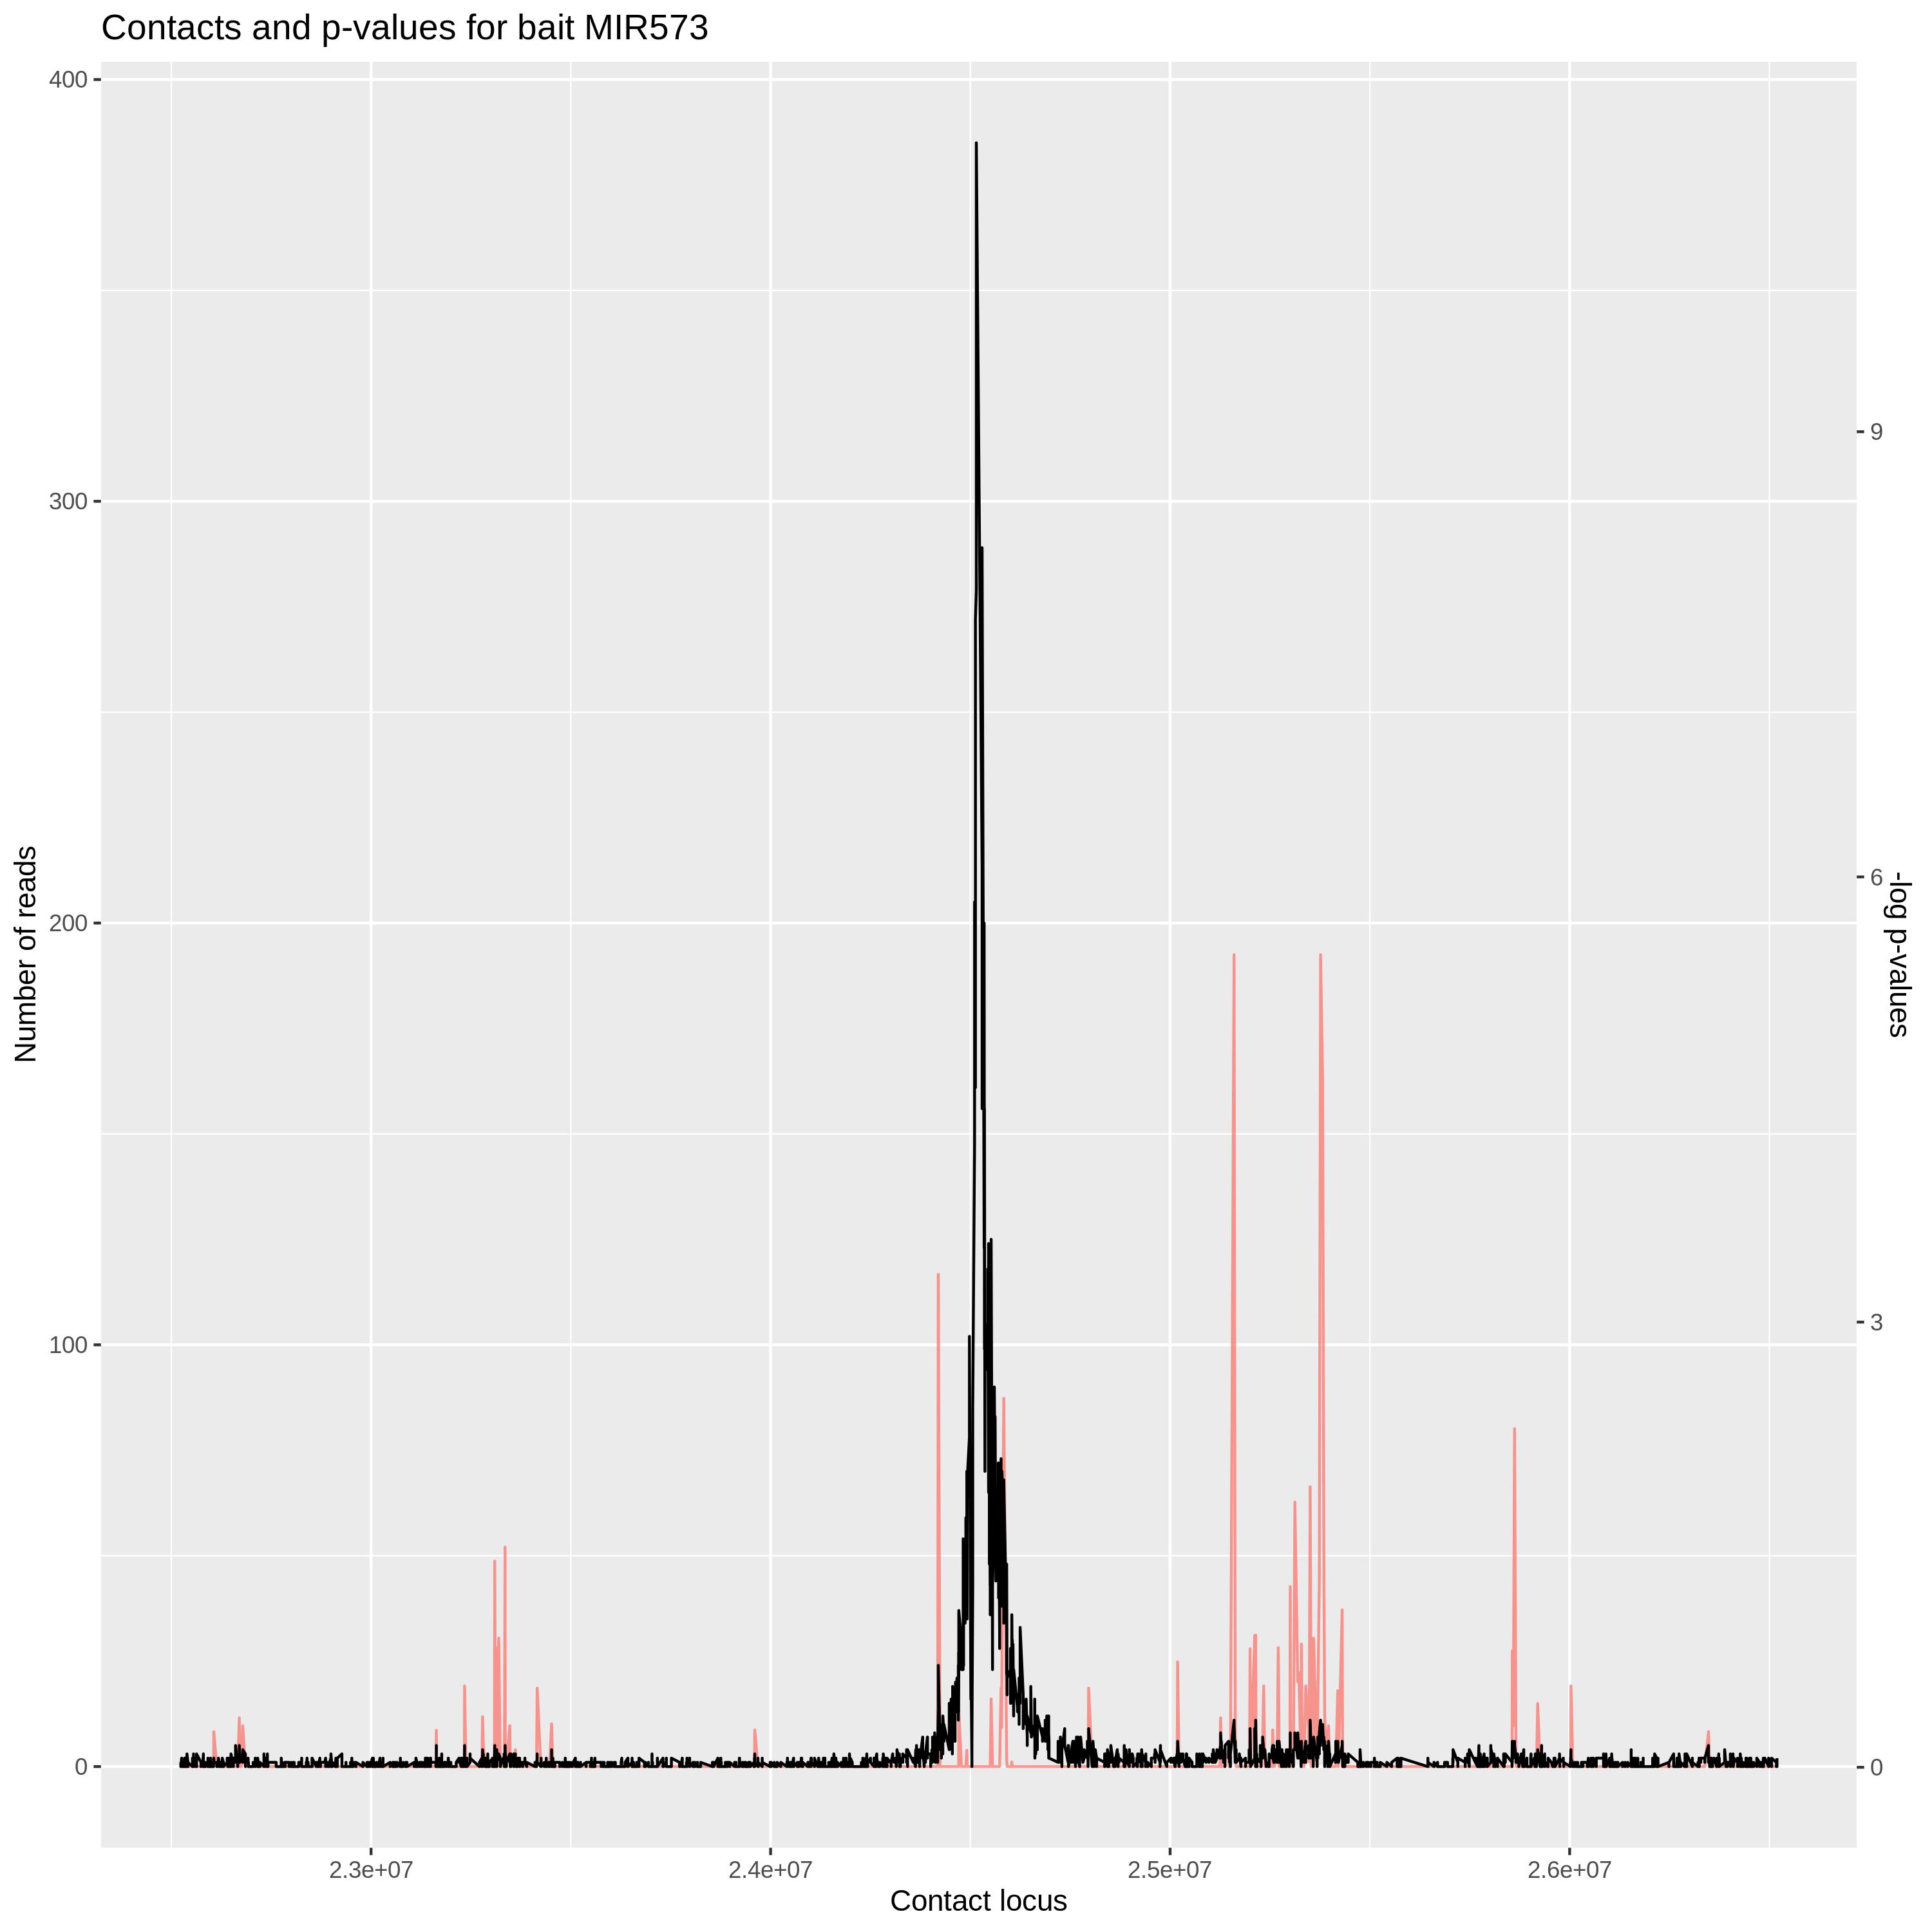 Contacts and p-values for bait MIR573
400
300
200
100
0
Number of reads
9
6
3
0
-log p-values
2.3e+07
2.4e+07
2.5e+07
2.6e+07
Contact locus